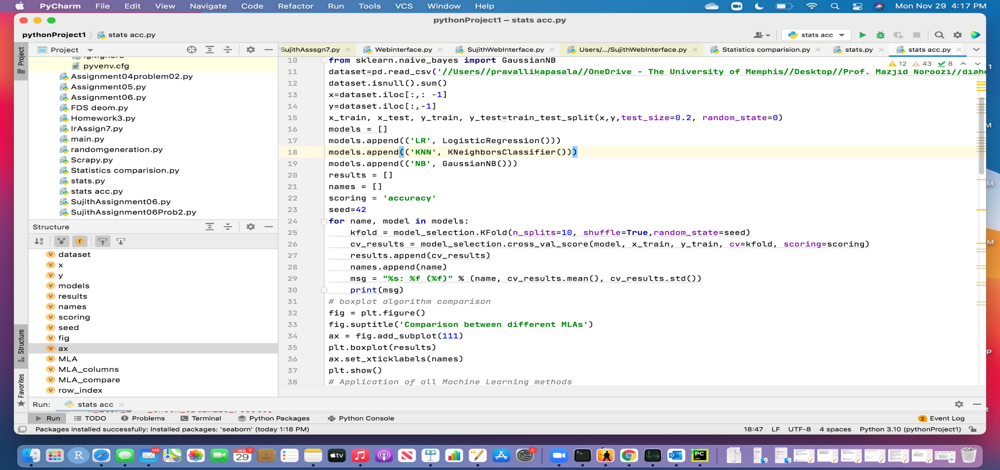 PyCharm File Edit View Navigate Code Refactor Run Tools VCS Window Help Mon Nov 29 4:17 PM
pythonProject1 – stats acc.py
pythonProject1 stats acc.py stats acc
Project
Project
SujithAsssgn7.py Webinterface.py SujithWebInterface.py Users/.../SujithWebInterface.py Statistics comparision.py stats.py stats acc.py
12 43 8
.gitignore
pyvenv.cfg
Assignment04problem02.py
Assignment05.py
Assignment06.py
FDS deom.py
Homework3.py
IrAssign7.py
main.py
randomgeneration.py
Scrapy.py
Statistics comparision.py
stats.py
stats acc.py
SujithAssignment06.py
SujithAssignment06Prob2.py
Structure
Structure
dataset
x
y
models
results
names
scoring
seed
fig
ax
MLA
MLA_columns
MLA_compare
row_index
Favorites
10 from sklearn.naive_bayes import GaussianNB
11 dataset=pd.read_csv('//Users//pravallikapasala//OneDrive - The University of Memphis//Desktop//Prof. Mazjid Noroozi//diabe
12 dataset.isnull().sum()
13 x=dataset.iloc[:,: -1]
14 y=dataset.iloc[:,-1]
15 x_train, x_test, y_train, y_test=train_test_split(x,y,test_size=0.2, random_state=0)
16 models = []
17 models.append(('LR', LogisticRegression()))
18 models.append(('KNN', KNeighborsClassifier()))
19 models.append(('NB', GaussianNB()))
20 results = []
21 names = []
22 scoring = 'accuracy'
23 seed=42
24 for name, model in models:
25 kfold = model_selection.KFold(n_splits=10, shuffle=True,random_state=seed)
26 cv_results = model_selection.cross_val_score(model, x_train, y_train, cv=kfold, scoring=scoring)
27 results.append(cv_results)
28 names.append(name)
29 msg = "%s: %f (%f)" % (name, cv_results.mean(), cv_results.std())
30 print(msg)
31 # boxplot algorithm comparison
32 fig = plt.figure()
33 fig.suptitle('Comparison between different MLAs')
34 ax = fig.add_subplot(111)
35 plt.boxplot(results)
36 ax.set_xticklabels(names)
37 plt.show()
38 # Application of all Machine Learning methods
Run: stats acc
Run TODO Problems Terminal Python Packages Python Console 2 Event Log
Packages installed successfully: Installed packages: 'seaborn' (today 1:18 PM) 18:47 LF UTF-8 4 spaces Python 3.10 (pythonProject1)
R 140 NOV 29 2 tv 1 PC